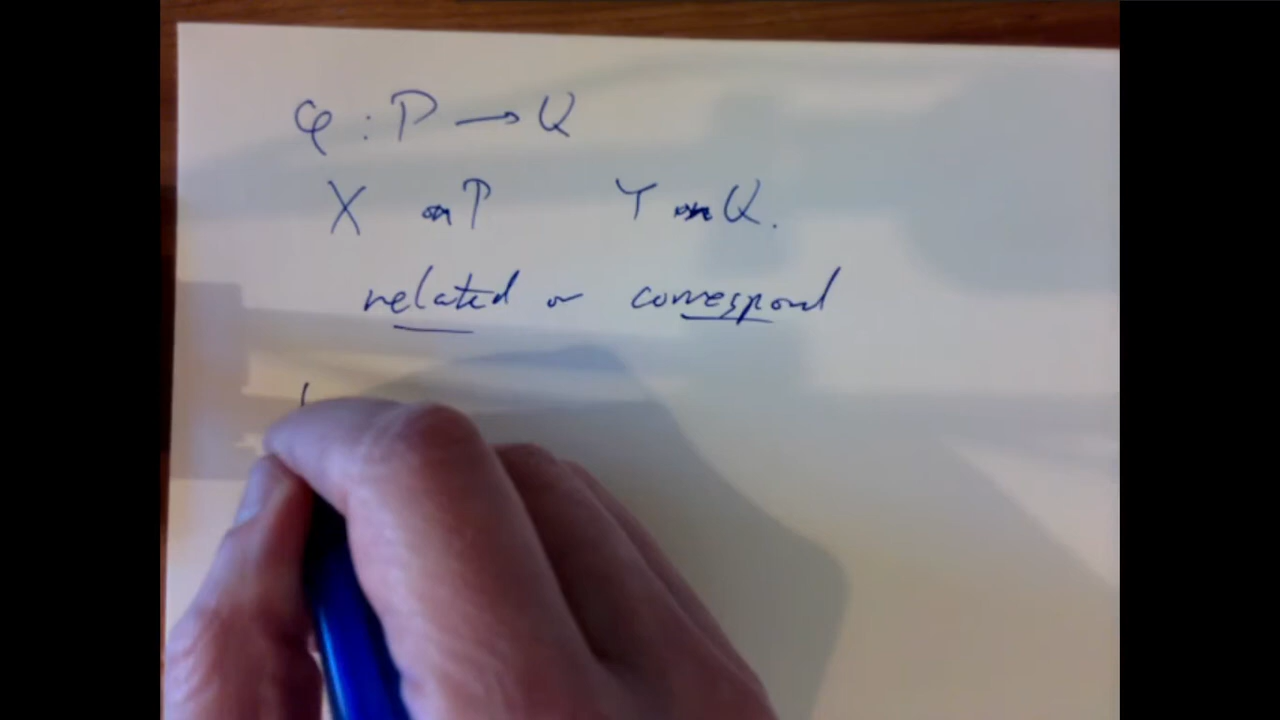 φ : P → Q
X on P Y on Q.
related or correspond